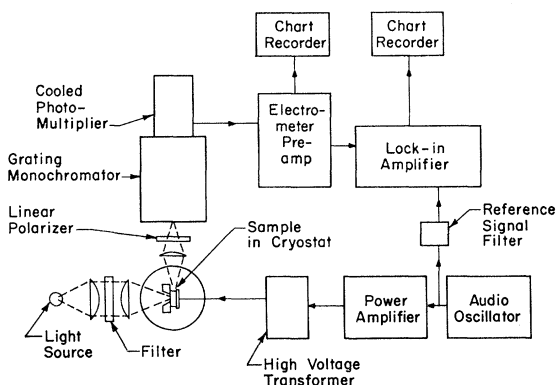 Chart
Recorder
Chart
Recorder
Cooled
Photo-
Multiplier
Electro-
meter
Pre-
amp
Lock-in
Amplifier
Grating
Monochromator
Linear
Polarizer
Sample
in Cryostat
Reference
Signal
Filter
Power
Amplifier
Audio
Oscillator
Light
Source
Filter
High Voltage
Transformer